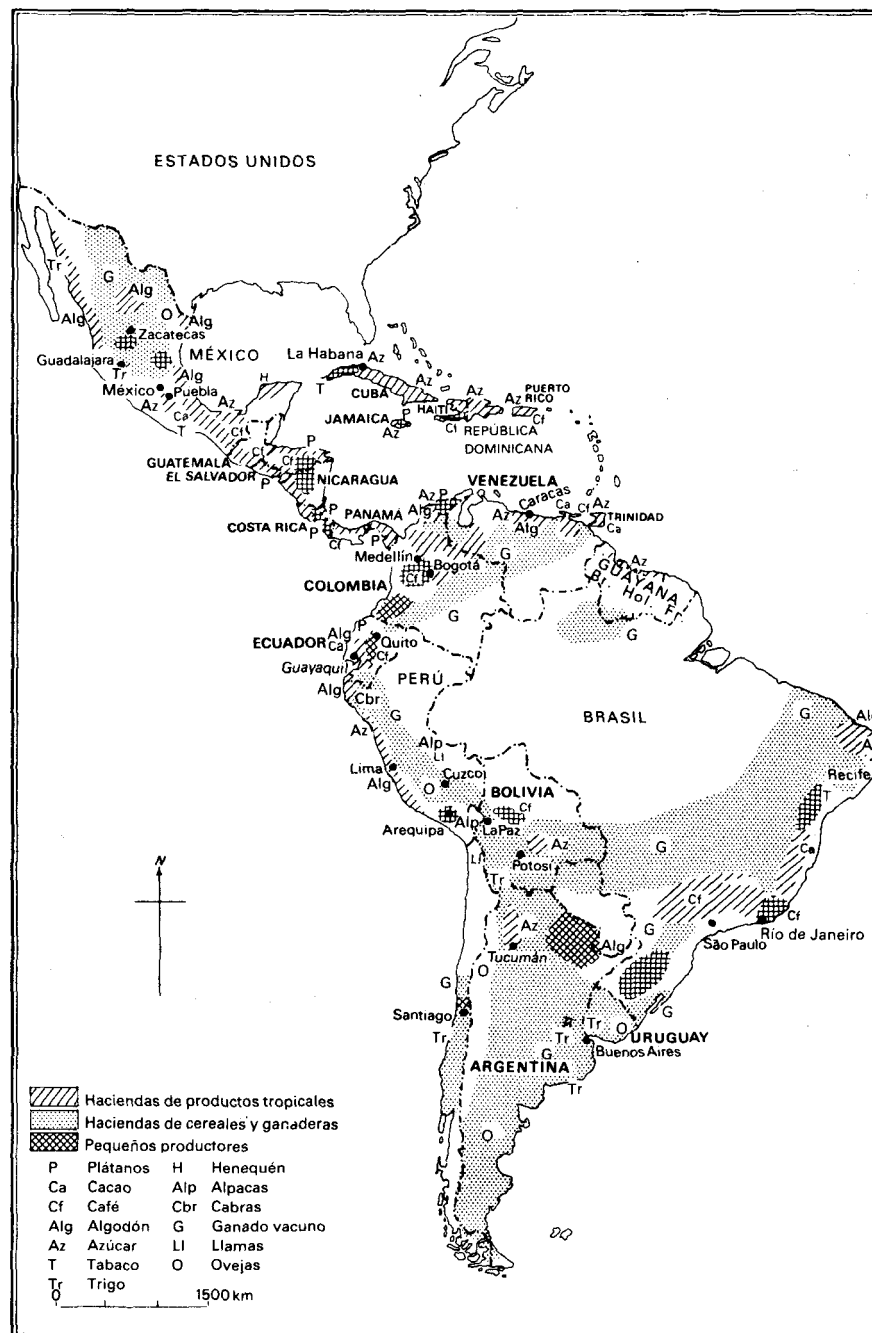 ESTADOS UNIDOS
Tr
G
Alg
O
Alg
Alg
Zacatecas
Guadalajara
MÉXICO
Tr
Alg
H
México
Puebla
Az
Az
Ca
T
La Habana
Az
T
CUBA
Az
Az
Az
PUERTO
RICO
HAITÍ
P
JAMAICA
Az
Cf
Cf
REPÚBLICA
DOMINICANA
Cf
Cf
Cf
P
GUATEMALA
EL SALVADOR
P
NICARAGUA
VENEZUELA
Az
P
Alg
Caracas
Az
Alg
Ca
Cf
Az
TRINIDAD
Ca
COSTA RICA
P
PANAMÁ
P
Cf
Medellín
Bogotá
Cf
G
Az
GUAYANA
Br.
Hol.
Fr.
COLOMBIA
G
G
Alg
P
ECUADOR
Ca
Quito
Cf
Guayaquil
PERÚ
Alg
Cbr
G
BRASIL
G
Az
Alp
Ll
Lima
Cuzco
O
Alg
BOLIVIA
Cf
Recife
T
Arequipa
Alp
La Paz
Az
Potosí
G
Ca
Ll
Tr
N
Cf
Cf
Río de Janeiro
São Paulo
Az
Tucumán
Alg
G
G
O
G
Santiago
Tr
Tr
Tr
O
URUGUAY
Buenos Aires
ARGENTINA
G
Tr
O
Haciendas de productos tropicales
Haciendas de cereales y ganaderas
Pequeños productores
P Plátanos H Henequén
Ca Cacao Alp Alpacas
Cf Café Cbr Cabras
Alg Algodón G Ganado vacuno
Az Azúcar Ll Llamas
T Tabaco O Ovejas
Tr Trigo
0 1500 km